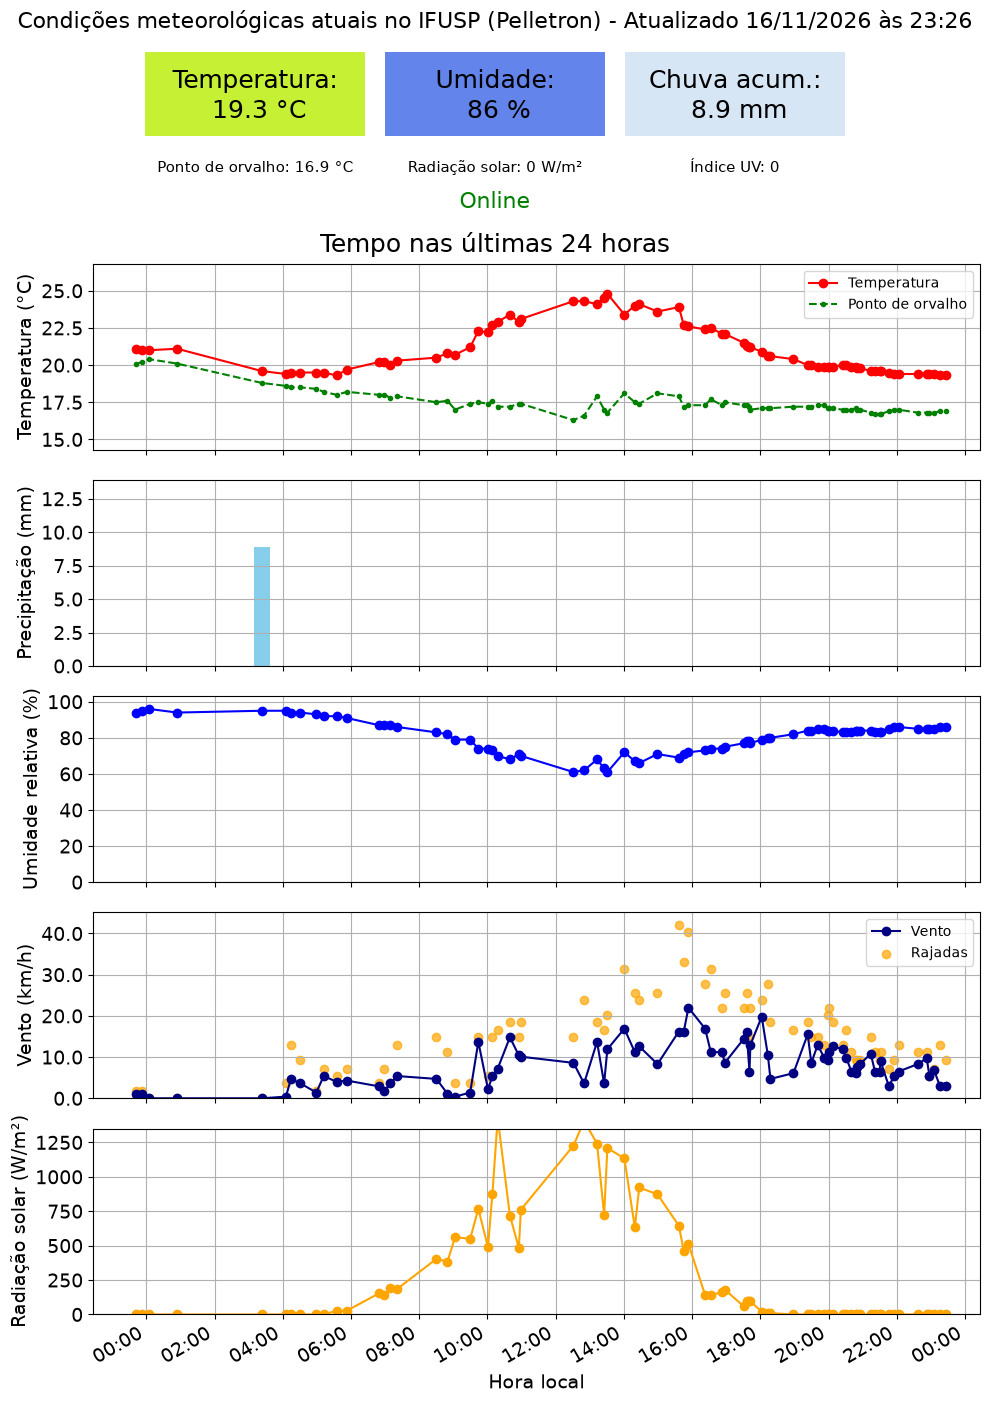 Condições meteorológicas atuais no IFUSP (Pelletron) - Atualizado 16/11/2026 às 23:26
Temperatura:
19.3 °C
Umidade:
86 %
Chuva acum.:
8.9 mm
Ponto de orvalho: 16.9 °C
Radiação solar: 0 W/m²
Índice UV: 0
Online
Tempo nas últimas 24 horas
Temperatura (°C)
25.0
22.5
20.0
17.5
15.0
Temperatura
Ponto de orvalho
Precipitação (mm)
12.5
10.0
7.5
5.0
2.5
0.0
Umidade relativa (%)
100
80
60
40
20
0
Vento (km/h)
40.0
30.0
20.0
10.0
0.0
Vento
Rajadas
Radiação solar (W/m²)
1250
1000
750
500
250
0
00:00
02:00
04:00
06:00
08:00
10:00
12:00
14:00
16:00
18:00
20:00
22:00
00:00
Hora local